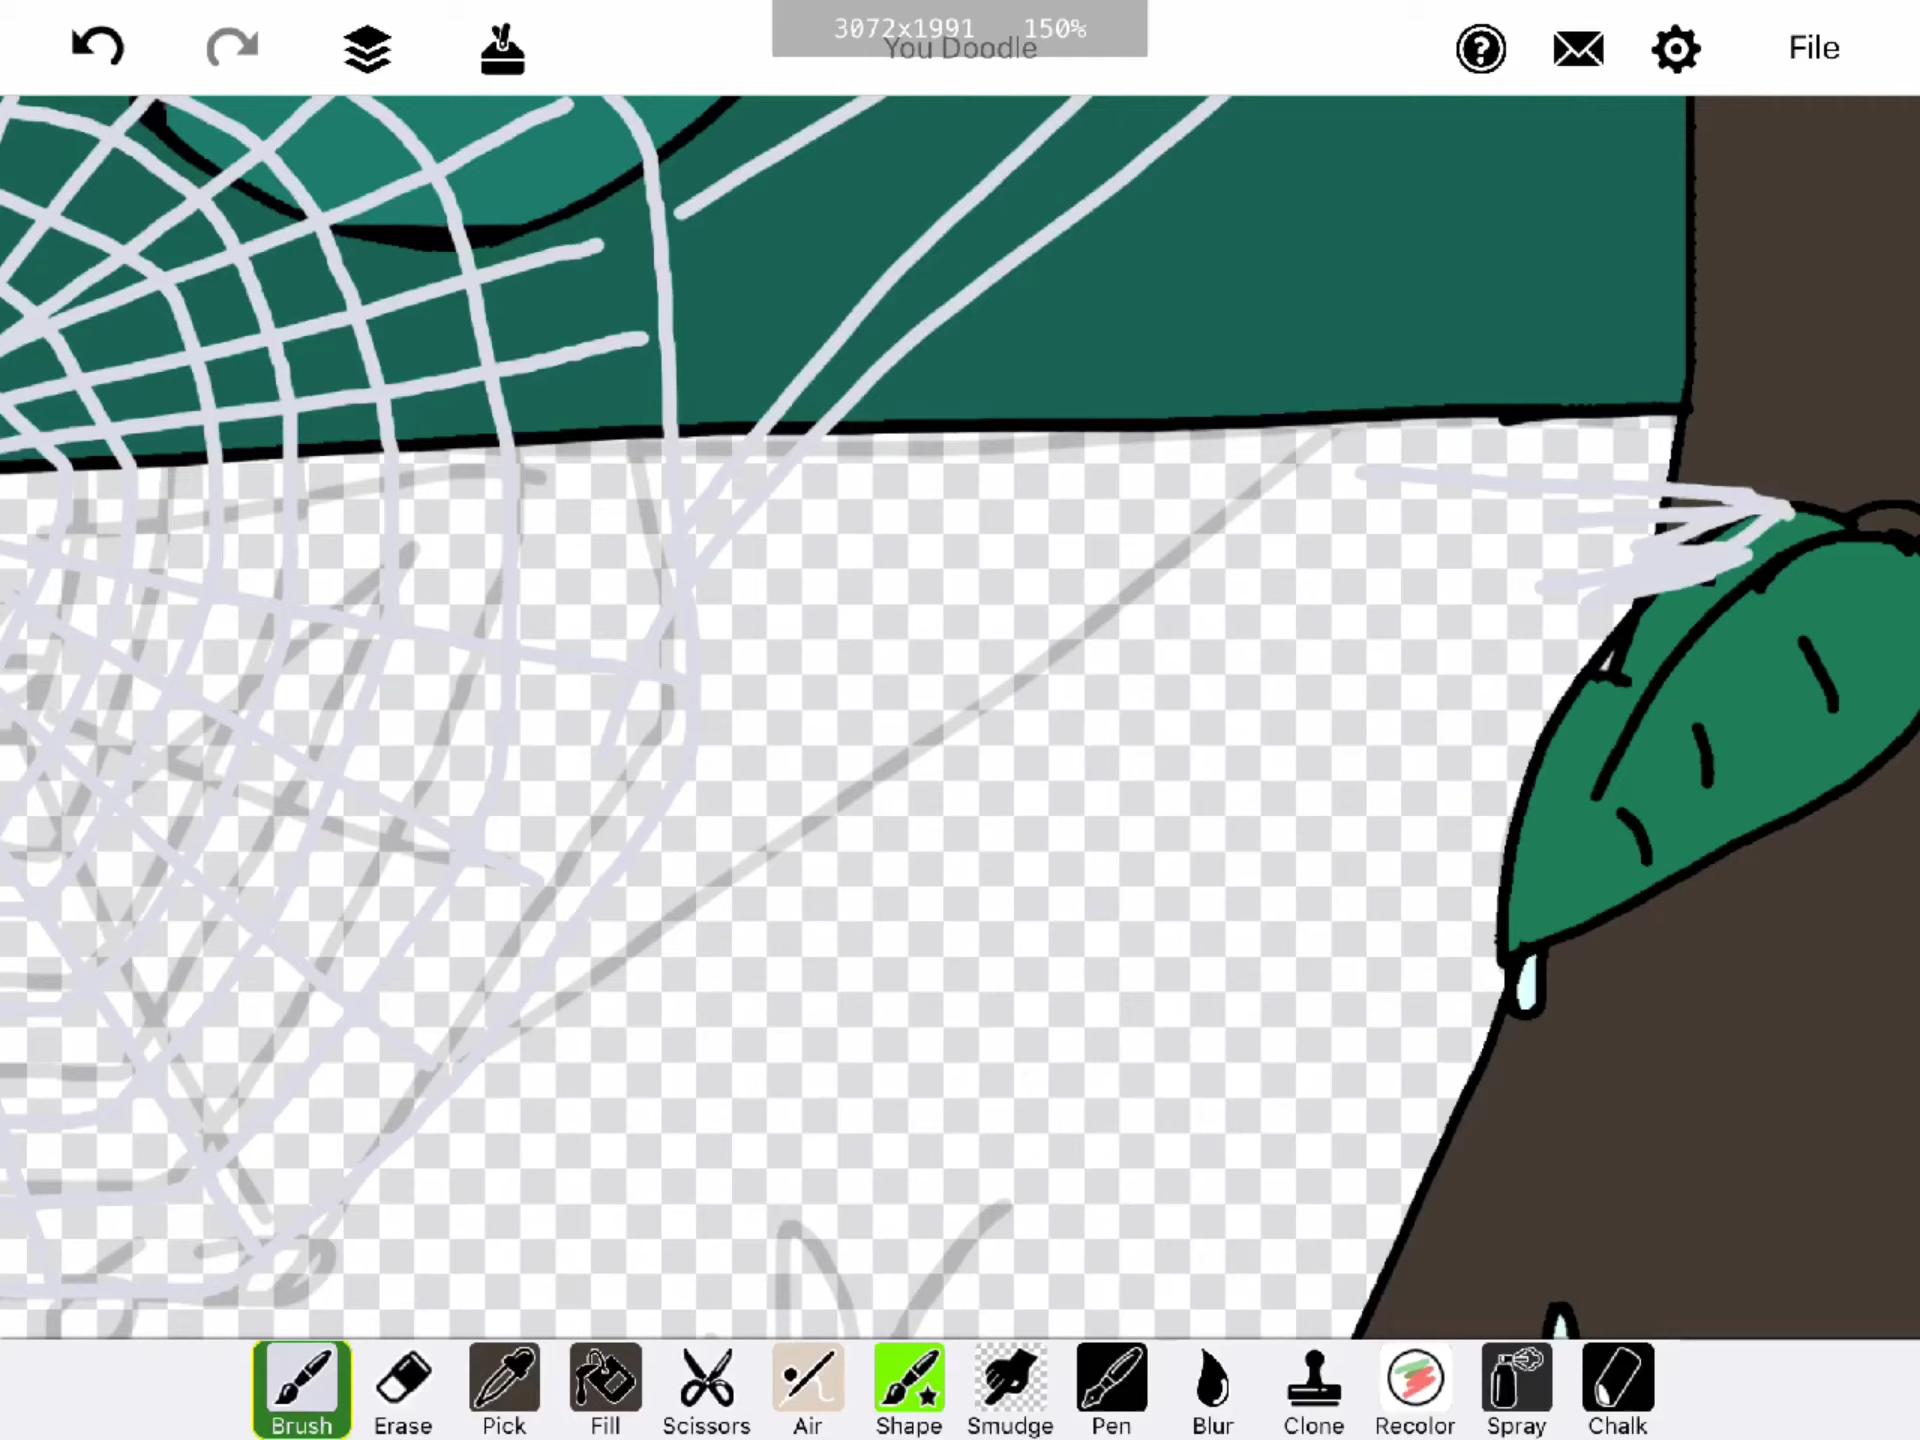 3072x1991 150%
You Doodle
File
Brush
Erase
Pick
Fill
Scissors
Air
Shape
Smudge
Pen
Blur
Clone
Recolor
Spray
Chalk